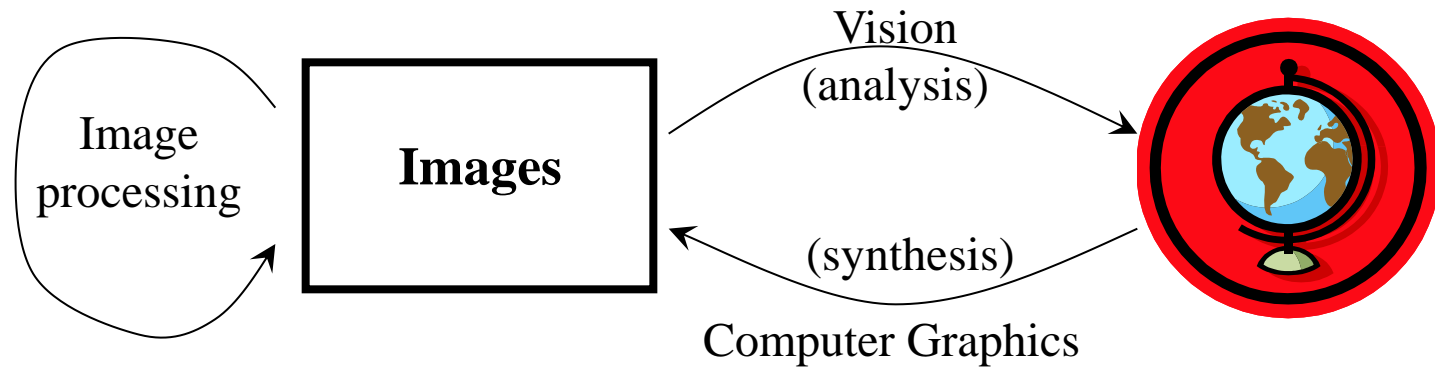 Image
processing
Images
Vision
(analysis)
(synthesis)
Computer Graphics